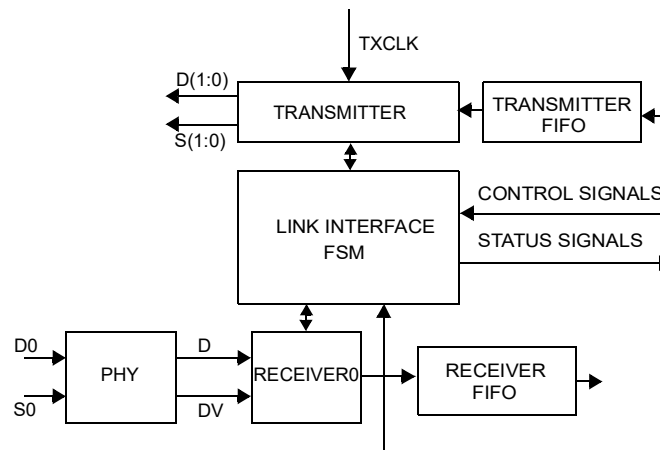 TXCLK
D(1:0)
S(1:0)
TRANSMITTER
TRANSMITTER
FIFO
CONTROL SIGNALS
LINK INTERFACE
FSM
STATUS SIGNALS
D0
S0
PHY
D
DV
RECEIVER0
RECEIVER
FIFO